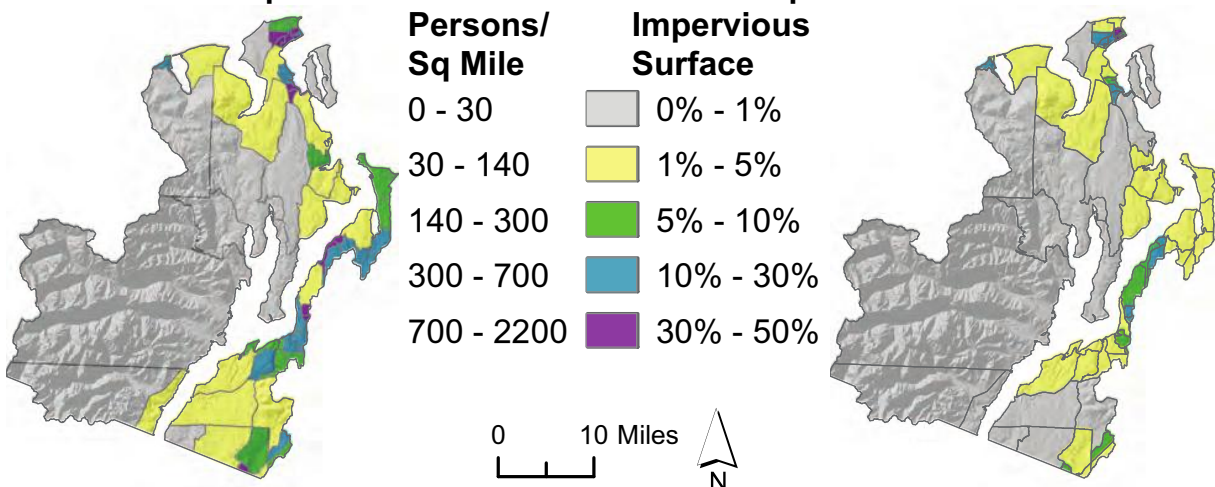 Persons/ Impervious
Sq Mile Surface
0 - 30 0% - 1%
30 - 140 1% - 5%
140 - 300 5% - 10%
300 - 700 10% - 30%
700 - 2200 30% - 50%
0 10 Miles
N